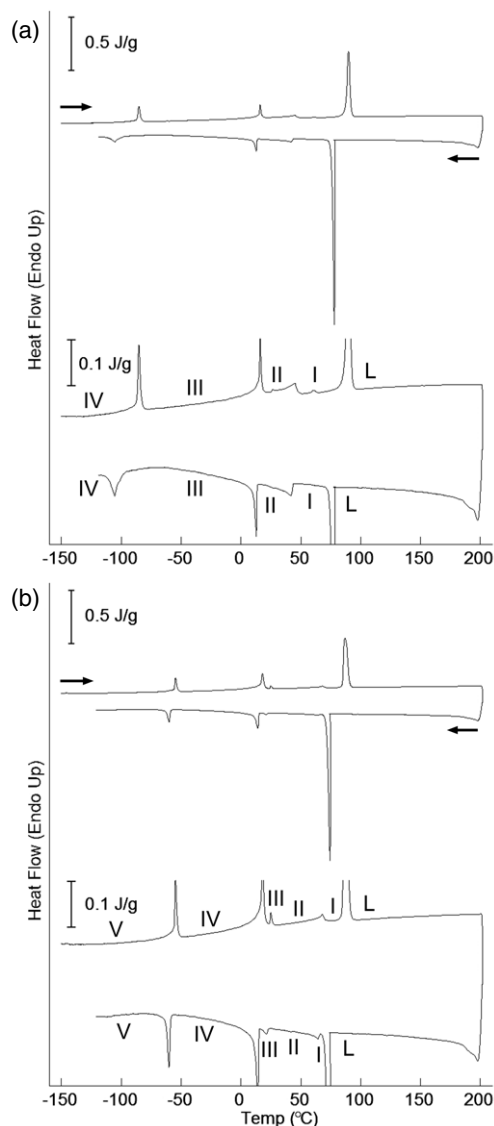 (a)
0.5 J/g
Heat Flow (Endo Up)
0.1 J/g
IV III II I L
IV III II I L
-150 -100 -50 0 50 100 150 200
(b)
0.5 J/g
Heat Flow (Endo Up)
0.1 J/g
V IV III II I L
V IV III II I L
-150 -100 -50 0 50 100 150 200
Temp (°C)